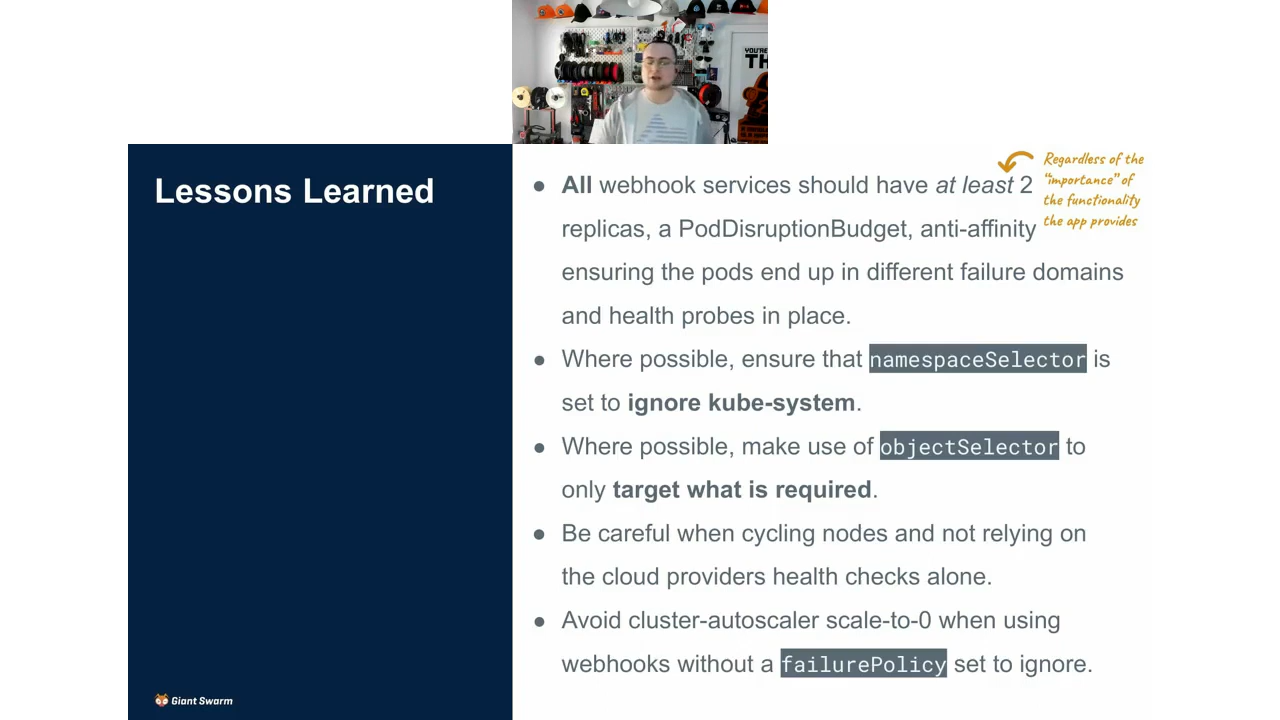 YOU'RE
TH
Lessons Learned
● All webhook services should have at least 2
replicas, a PodDisruptionBudget, anti-affinity
ensuring the pods end up in different failure domains
and health probes in place.
Regardless of the
"importance" of
the functionality
the app provides
● Where possible, ensure that namespaceSelector is
set to ignore kube-system.
● Where possible, make use of objectSelector to
only target what is required.
● Be careful when cycling nodes and not relying on
the cloud providers health checks alone.
● Avoid cluster-autoscaler scale-to-0 when using
webhooks without a failurePolicy set to ignore.
Giant Swarm